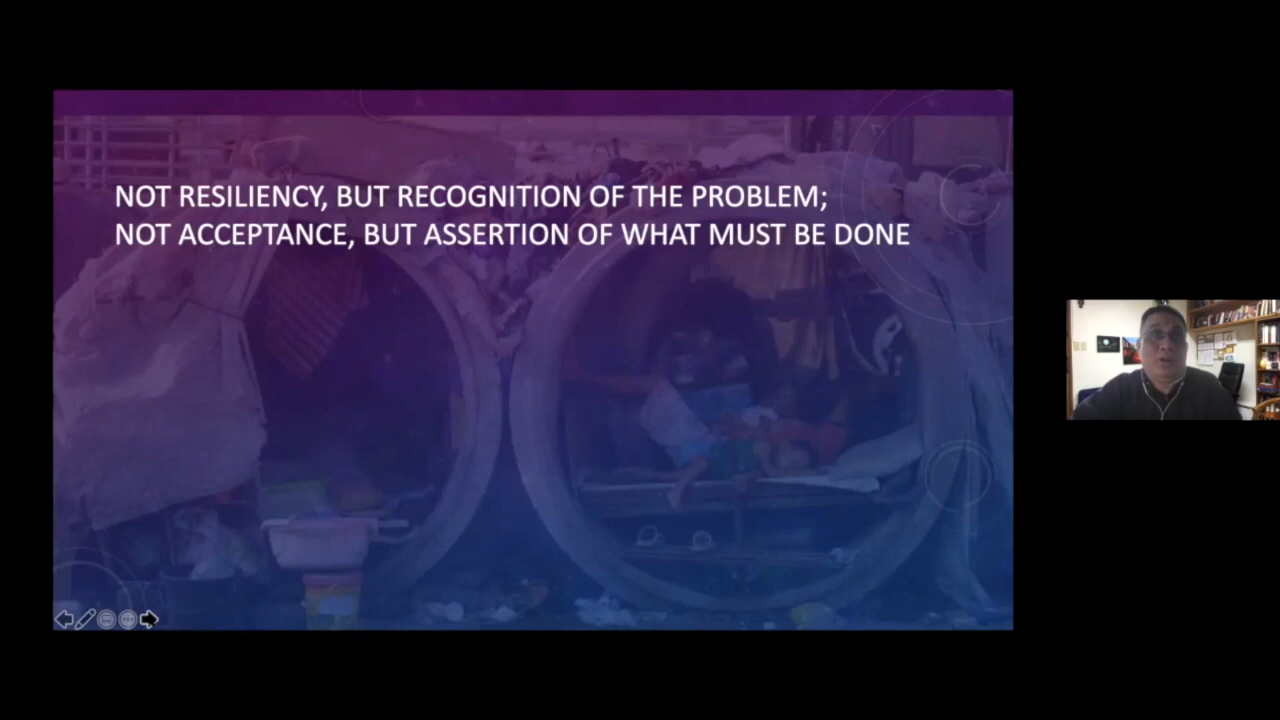 NOT RESILIENCY, BUT RECOGNITION OF THE PROBLEM;
NOT ACCEPTANCE, BUT ASSERTION OF WHAT MUST BE DONE